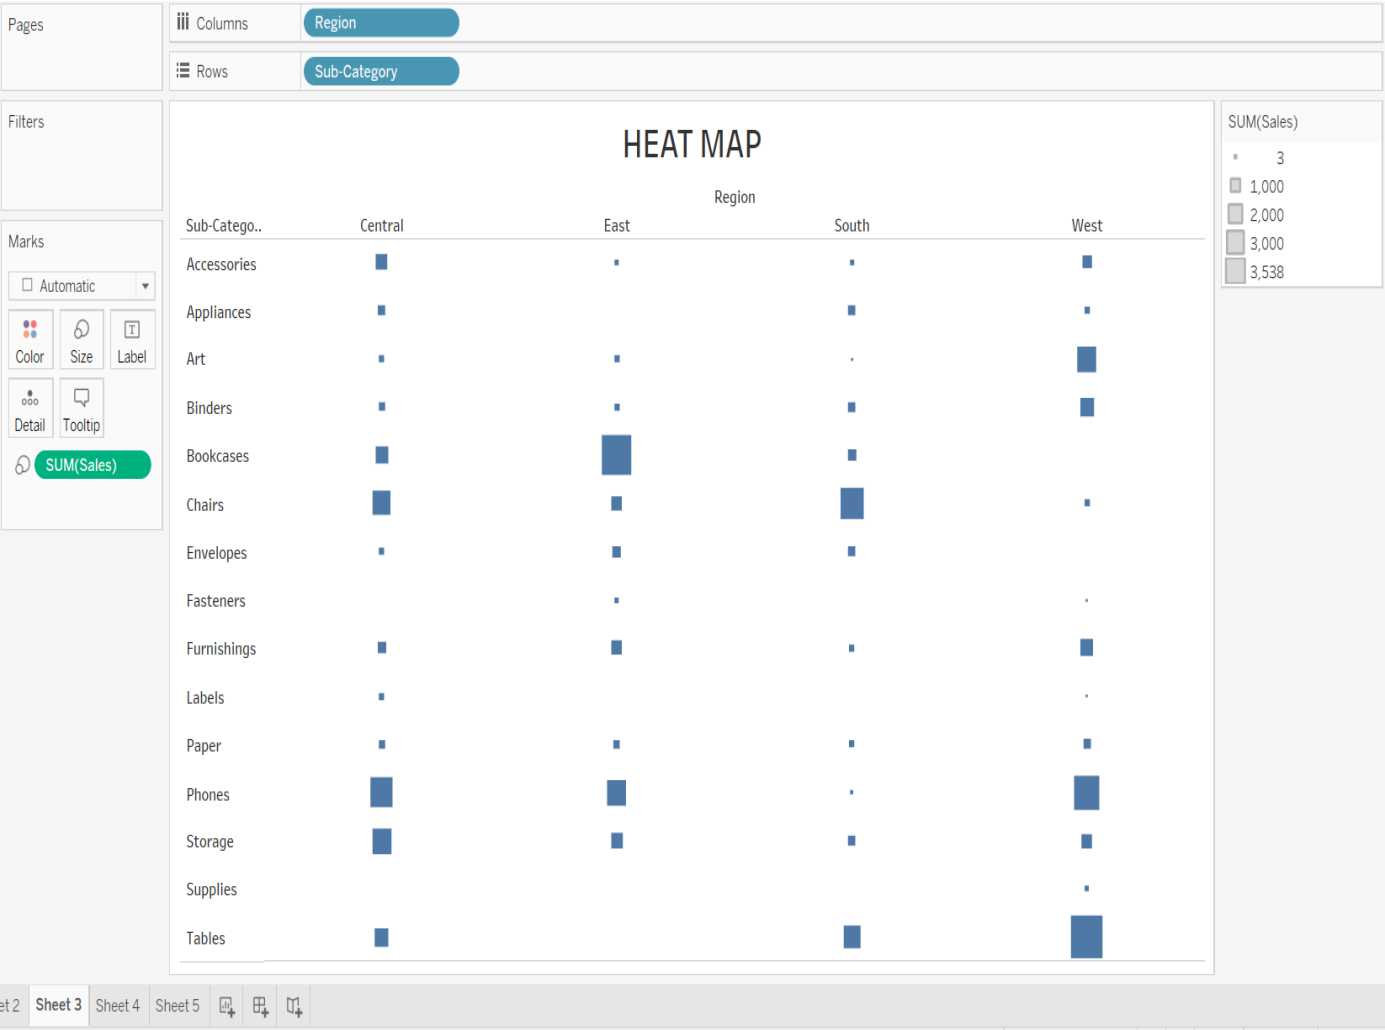 Pages
Columns
Region
Rows
Sub-Category
Filters
Marks
Automatic
Color
Size
Label
T
Detail
Tooltip
SUM(Sales)
HEAT MAP
Region
Sub-Catego.. Central East South West
Accessories
Appliances
Art
Binders
Bookcases
Chairs
Envelopes
Fasteners
Furnishings
Labels
Paper
Phones
Storage
Supplies
Tables
SUM(Sales)
3
1,000
2,000
3,000
3,538
et 2 Sheet 3 Sheet 4 Sheet 5